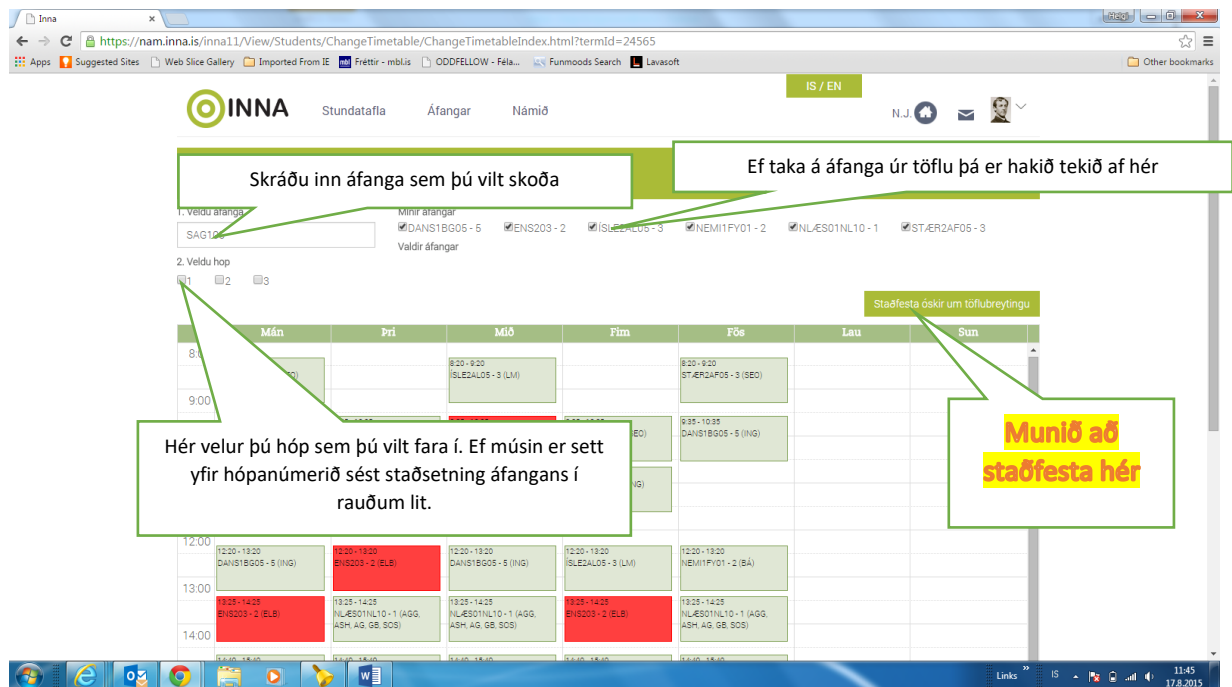 Inna
Helgi
https://nam.inna.is/inna11/View/Students/ChangeTimetable/ChangeTimetableIndex.html?termId=24565
Apps Suggested Sites Web Slice Gallery Imported From IE mbl Fréttir - mbl.is ODDFELLOW - Féla... Funmoods Search Lavasoft Other bookmarks
IS / EN
INNA Stundatafla Áfangar Námið N.J.
Skráðu inn áfanga sem þú vilt skoða
Ef taka á áfanga úr töflu þá er hakið tekið af hér
1. Veldu áfanga
Mínir áfangar
DANS1BG05 - 5 ENS203 - 2 ÍSLE2AL05 - 3 NEMI1FY01 - 2 NLÆS01NL10 - 1 STÆR2AF05 - 3
Valdir áfangar
2. Veldu hop
1 2 3
Staðfesta óskir um töflubreytingu
Mán Þri Mið Fim Fös Lau Sun
8:20 - 9:20
ÍSLE2AL05 - 3 (LM)
8:20 - 9:20
STÆR2AF05 - 3 (SEO)
9:00
9:35 - 10:35
DANS1BG05 - 5 (ING)
Hér velur þú hóp sem þú vilt fara í. Ef músin er sett
yfir hópanúmerið sést staðsetning áfangans í
rauðum lit.
Munið að
staðfesta hér
12:00
12:20 - 13:20
DANS1BG05 - 5 (ING)
12:20 - 13:20
ENS203 - 2 (ELB)
12:20 - 13:20
DANS1BG05 - 5 (ING)
12:20 - 13:20
ÍSLE2AL05 - 3 (LM)
12:20 - 13:20
NEMI1FY01 - 2 (BÁ)
13:00
13:25 - 14:25
ENS203 - 2 (ELB)
13:25 - 14:25
NLÆS01NL10 - 1 (AGG,
ASH, AG, GB, SOS)
13:25 - 14:25
NLÆS01NL10 - 1 (AGG,
ASH, AG, GB, SOS)
13:25 - 14:25
ENS203 - 2 (ELB)
13:25 - 14:25
NLÆS01NL10 - 1 (AGG,
ASH, AG, GB, SOS)
14:00
Links IS 11:45
17.8.2015